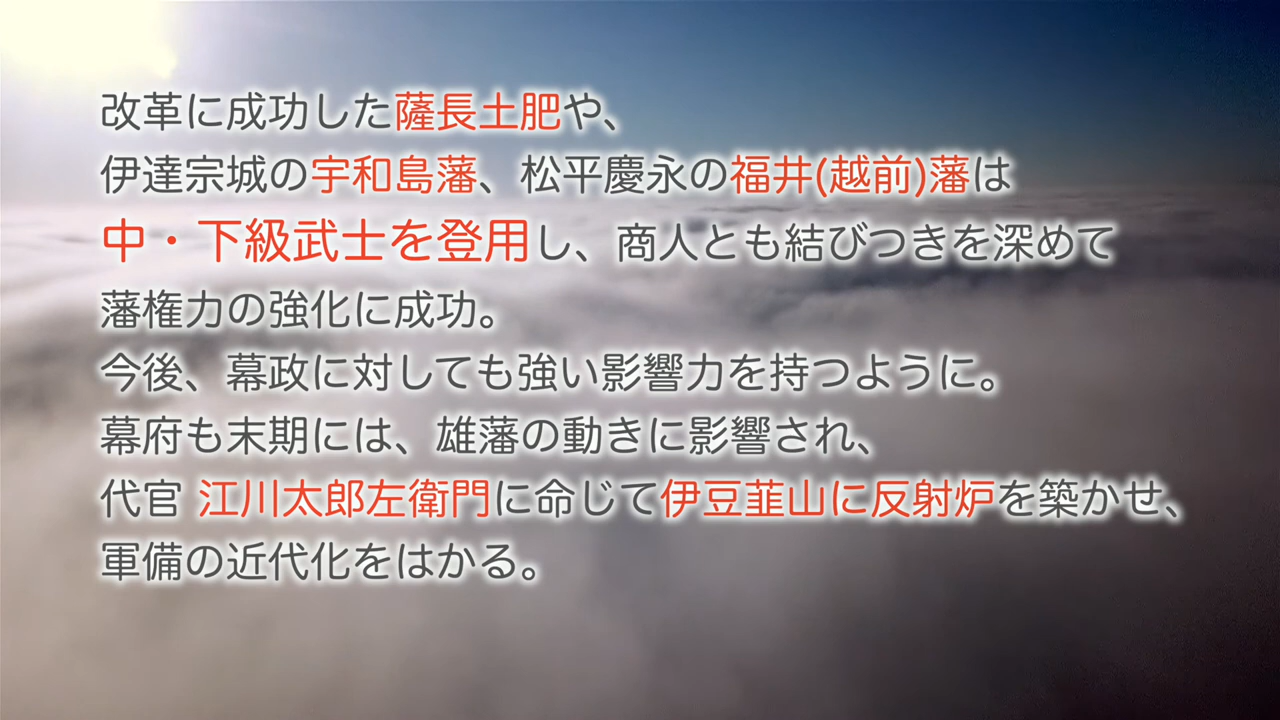 改革に成功した薩長土肥や、
伊達宗城の宇和島藩、松平慶永の福井(越前)藩は
中・下級武士を登用し、商人とも結びつきを深めて
藩権力の強化に成功。
今後、幕政に対しても強い影響力を持つように。
幕府も末期には、雄藩の動きに影響され、
代官 江川太郎左衛門に命じて伊豆韮山に反射炉を築かせ、
軍備の近代化をはかる。